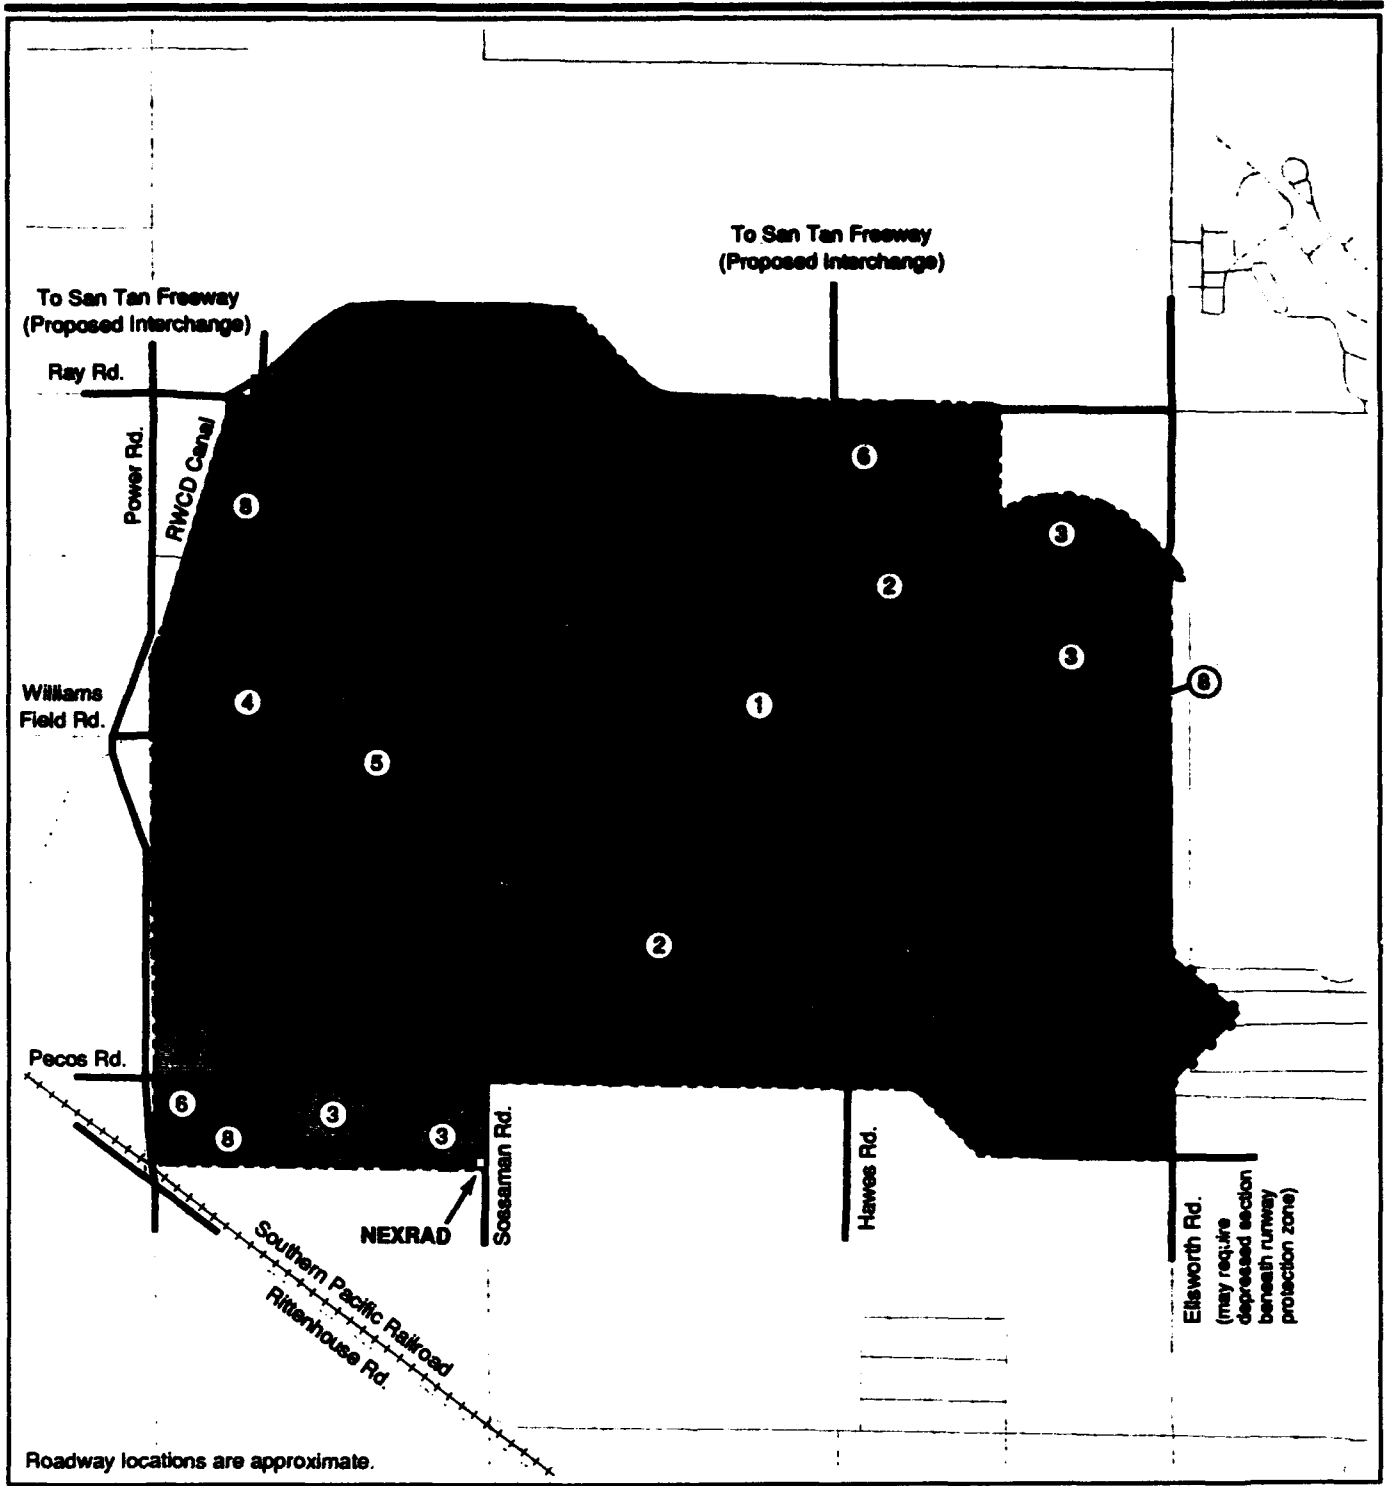 To San Tan Freeway
(Proposed Interchange)
To San Tan Freeway
(Proposed Interchange)
Ray Rd.
Power Rd.
RWCD Canal
6
8
3
2
3
8
Williams
Field Rd.
4
1
5
2
Pecos Rd.
6
3
8
3
Sossaman Rd.
Hawes Rd.
NEXRAD
Ellsworth Rd.
(may require
depressed section
beneath runway
protection zone)
Southern Pacific Railroad
Rittenhouse Rd.
Roadway locations are approximate.